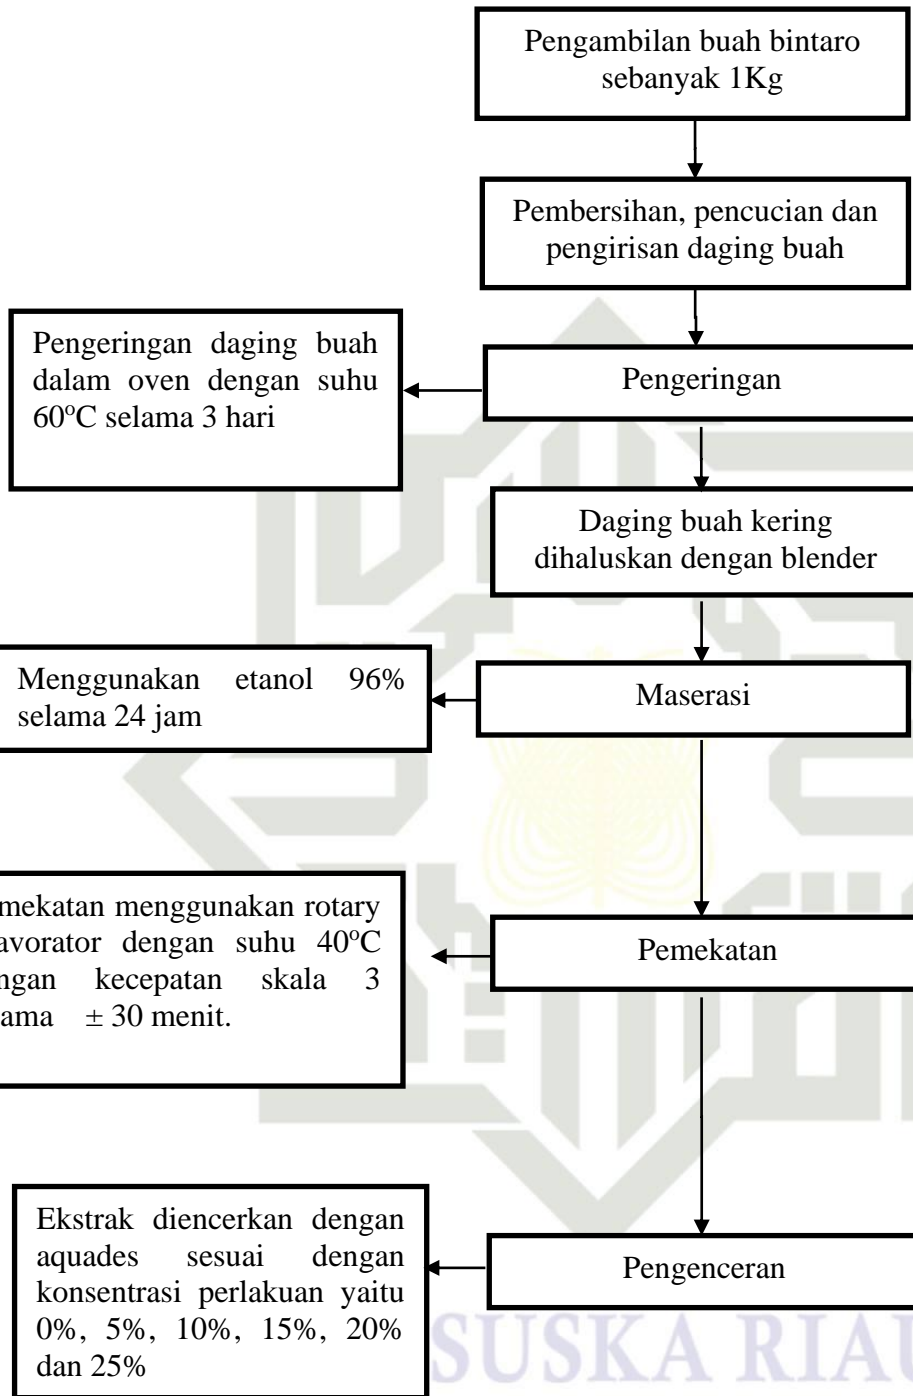 Pengambilan buah bintaro
sebanyak 1Kg
Pembersihan, pencucian dan
pengirisan daging buah
Pengeringan daging buah
dalam oven dengan suhu
60°C selama 3 hari
Pengeringan
Daging buah kering
dihaluskan dengan blender
Menggunakan etanol 96%
selama 24 jam
Maserasi
mekatan menggunakan rotary
avorator dengan suhu 40°C
ngan kecepatan skala 3
ama ± 30 menit.
Pemekatan
Ekstrak diencerkan dengan
aquades sesuai dengan
konsentrasi perlakuan yaitu
0%, 5%, 10%, 15%, 20%
dan 25%
Pengenceran
SUSKA RIAU